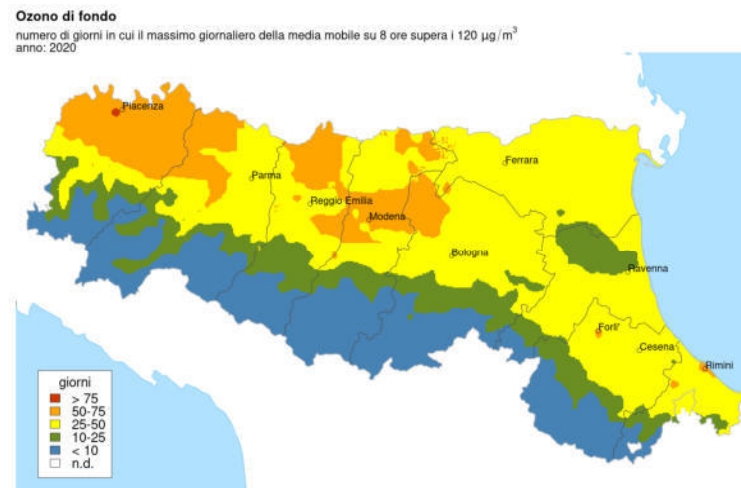 Ozono di fondo
numero di giorni in cui il massimo giornaliero della media mobile su 8 ore supera i 120 µg/m³
anno: 2020
Piacenza
Ferrara
Parma
Reggio Emilia
Modena
Bologna
Ravenna
Forli'
Cesena
Rimini
giorni
> 75
50-75
25-50
10-25
< 10
n.d.